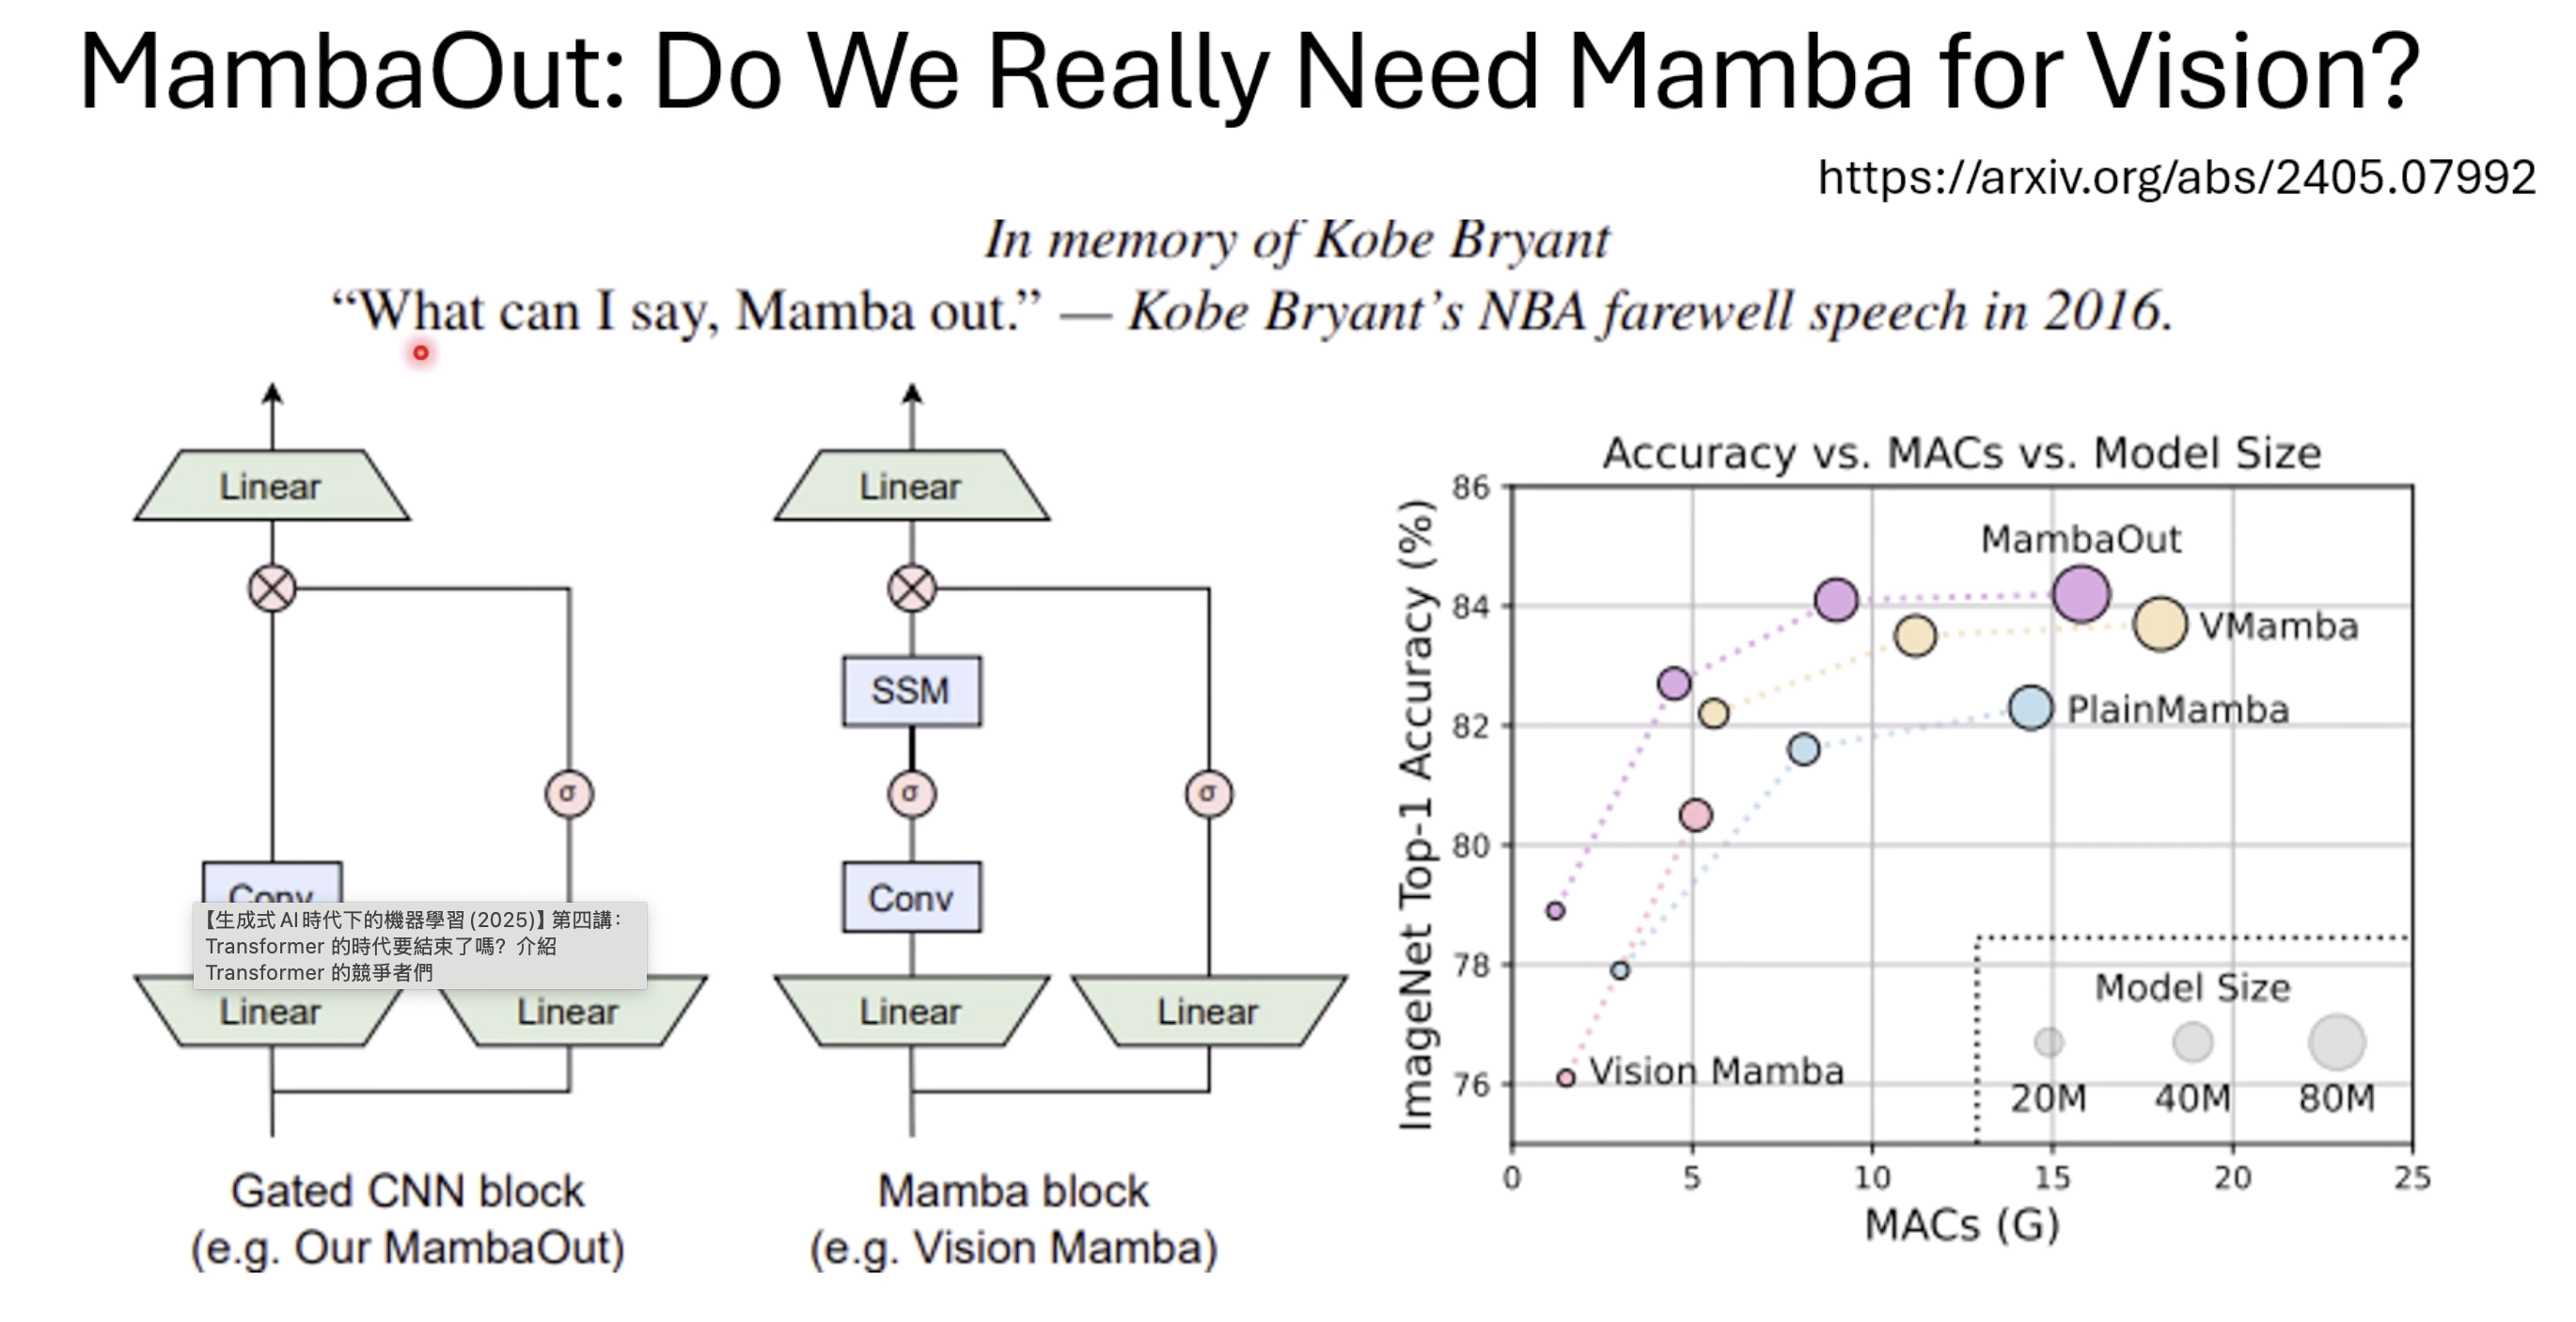 MambaOut: Do We Really Need Mamba for Vision?
https://arxiv.org/abs/2405.07992
In memory of Kobe Bryant
“What can I say, Mamba out.” — Kobe Bryant’s NBA farewell speech in 2016.
Linear
σ
Conv
【生成式AI時代下的機器學習(2025)】第四講：
Transformer 的時代要結束了嗎？介紹
Transformer 的競爭者們
Linear
Linear
Gated CNN block
(e.g. Our MambaOut)
Linear
SSM
σ
σ
Conv
Linear
Linear
Mamba block
(e.g. Vision Mamba)
Accuracy vs. MACs vs. Model Size
ImageNet Top-1 Accuracy (%)
86
84
82
80
78
76
MambaOut
VMamba
PlainMamba
Vision Mamba
Model Size
20M 40M 80M
0 5 10 15 20 25
MACs (G)